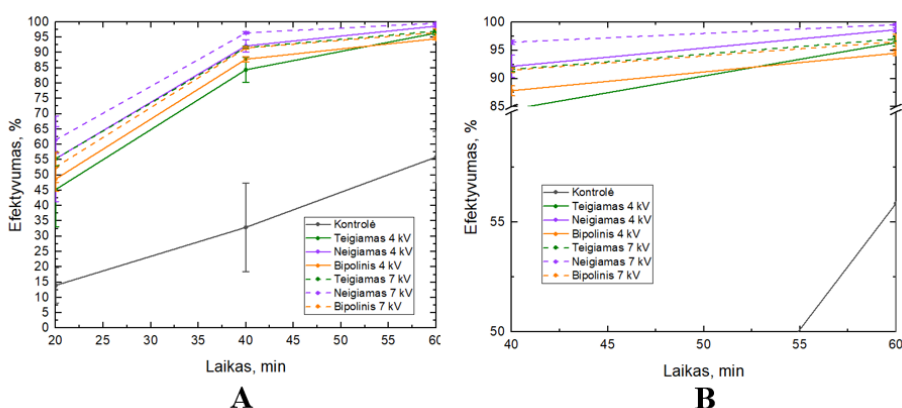 100
95
90
85
80
75
70
65
60
55
50
45
40
35
30
25
20
15
10
5
0
Efektyvumas, %
Kontrolė
Teigiamas 4 kV
Neigiamas 4 kV
Bipolinis 4 kV
Teigiamas 7 kV
Neigiamas 7 kV
Bipolinis 7 kV
20 25 30 35 40 45 50 55 60
Laikas, min
A
100
95
90
85
55
50
Efektyvumas, %
Kontrolė
Teigiamas 4 kV
Neigiamas 4 kV
Bipolinis 4 kV
Teigiamas 7 kV
Neigiamas 7 kV
Bipolinis 7 kV
40 45 50 55 60
Laikas, min
B